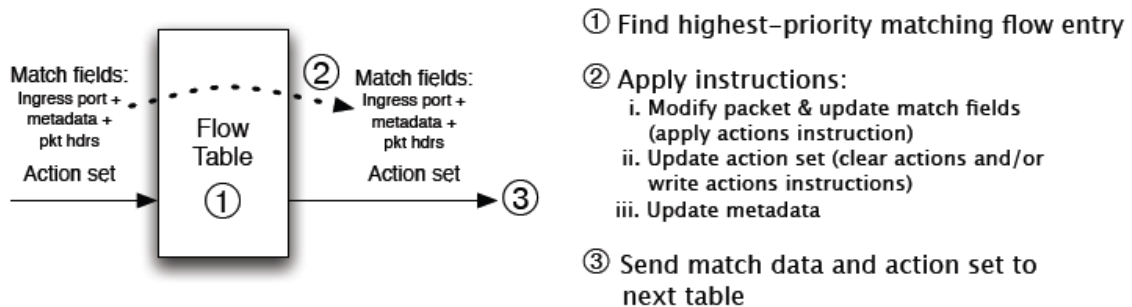 Match fields:
Ingress port +
metadata +
pkt hdrs
Action set
Flow
Table
①
②
Match fields:
Ingress port +
metadata +
pkt hdrs
Action set
③
① Find highest-priority matching flow entry
② Apply instructions:
i. Modify packet & update match fields
(apply actions instruction)
ii. Update action set (clear actions and/or
write actions instructions)
iii. Update metadata
③ Send match data and action set to
next table